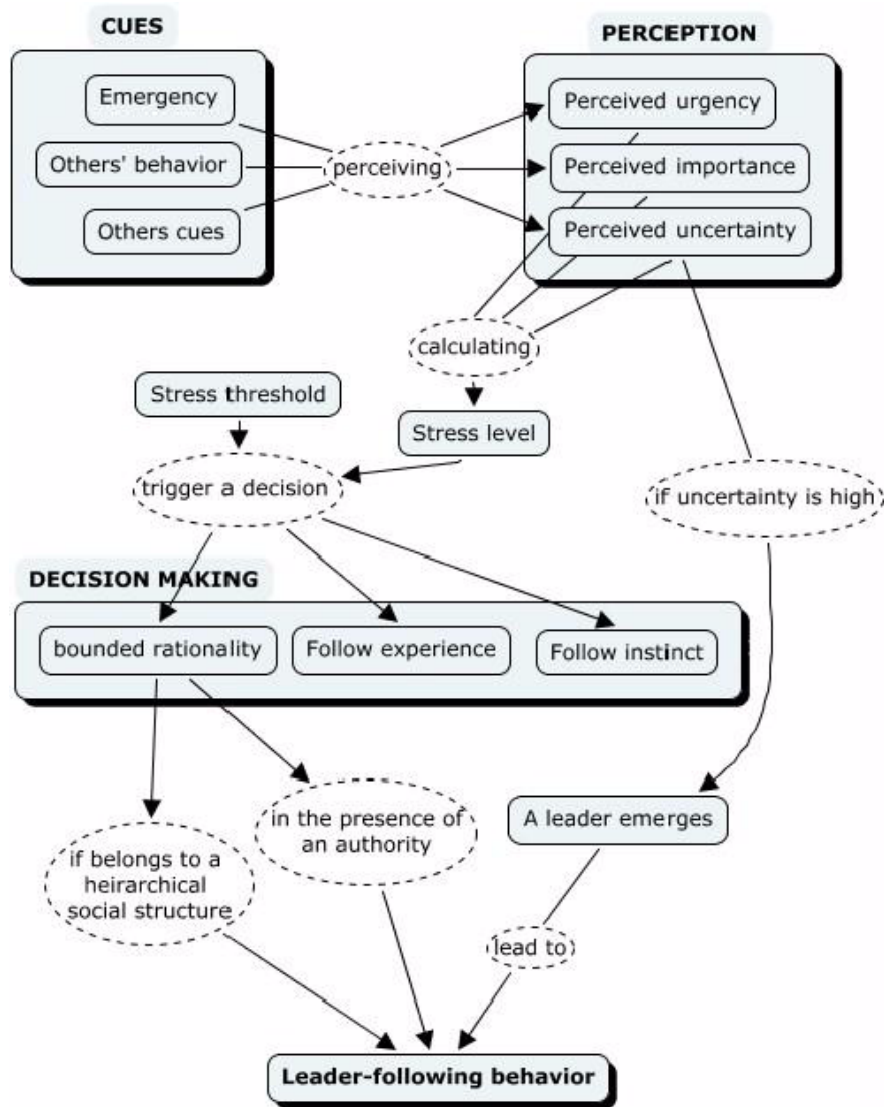 CUES
PERCEPTION
Emergency
Others' behavior
Others cues
perceiving
Perceived urgency
Perceived importance
Perceived uncertainty
calculating
Stress threshold
Stress level
trigger a decision
if uncertainty is high
DECISION MAKING
bounded rationality
Follow experience
Follow instinct
in the presence of
an authority
A leader emerges
if belongs to a
heirarchical
social structure
lead to
Leader-following behavior